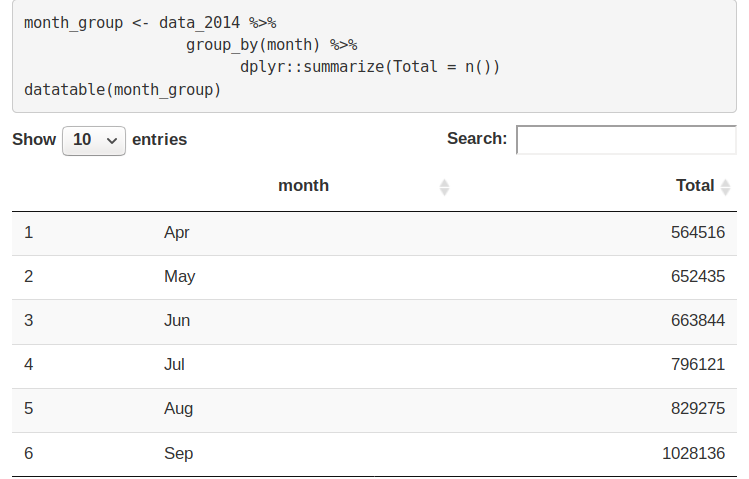 month_group <- data_2014 %>%
                  group_by(month) %>%
                        dplyr::summarize(Total = n())
datatable(month_group)
Show 10 entries Search:
month Total
1 Apr 564516
2 May 652435
3 Jun 663844
4 Jul 796121
5 Aug 829275
6 Sep 1028136